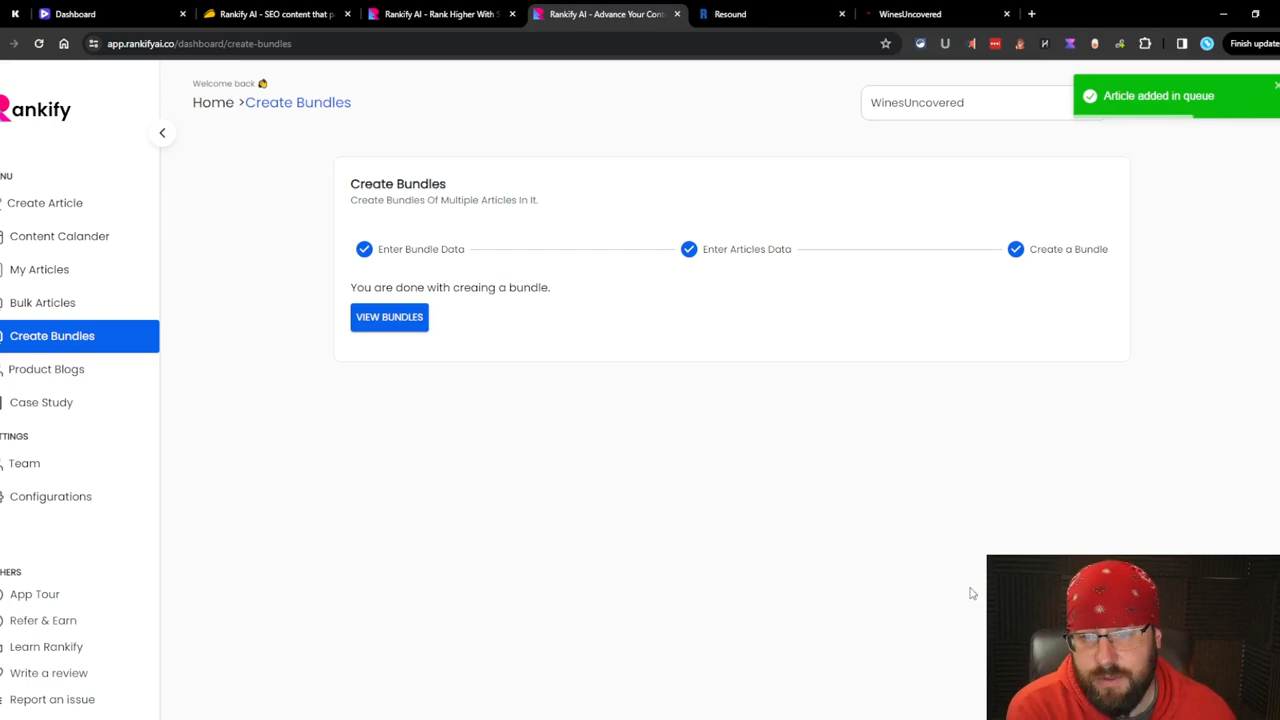 Dashboard
Rankify AI - SEO content that p
Rankify AI - Rank Higher With S
Rankify AI - Advance Your Cont
Resound
WinesUncovered
app.rankifyai.co/dashboard/create-bundles
Finish update
ankify
Welcome back
Home >Create Bundles
WinesUncovered
Article added in queue
NU
Create Article
Content Calander
My Articles
Bulk Articles
Create Bundles
Product Blogs
Case Study
TTINGS
Team
Configurations
HERS
App Tour
Refer & Earn
Learn Rankify
Write a review
Report an issue
Create Bundles
Create Bundles Of Multiple Articles In It.
Enter Bundle Data
Enter Articles Data
Create a Bundle
You are done with creaing a bundle.
VIEW BUNDLES